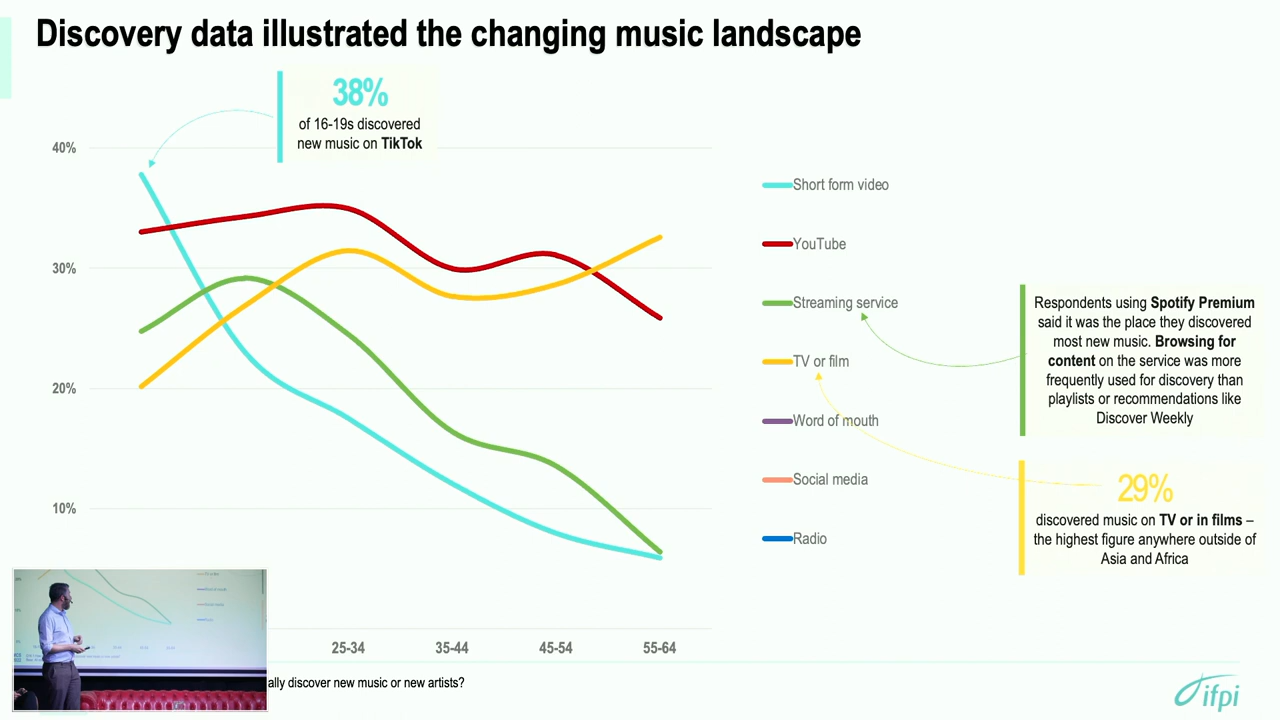 Discovery data illustrated the changing music landscape
38%
of 16-19s discovered
new music on TikTok
40%
30%
20%
10%
Short form video
YouTube
Streaming service
TV or film
Word of mouth
Social media
Radio
Respondents using Spotify Premium
said it was the place they discovered
most new music. Browsing for
content on the service was more
frequently used for discovery than
playlists or recommendations like
Discover Weekly
29%
discovered music on TV or in films –
the highest figure anywhere outside of
Asia and Africa
25-34
35-44
45-54
55-64
discover new music or new artists?
ifpi